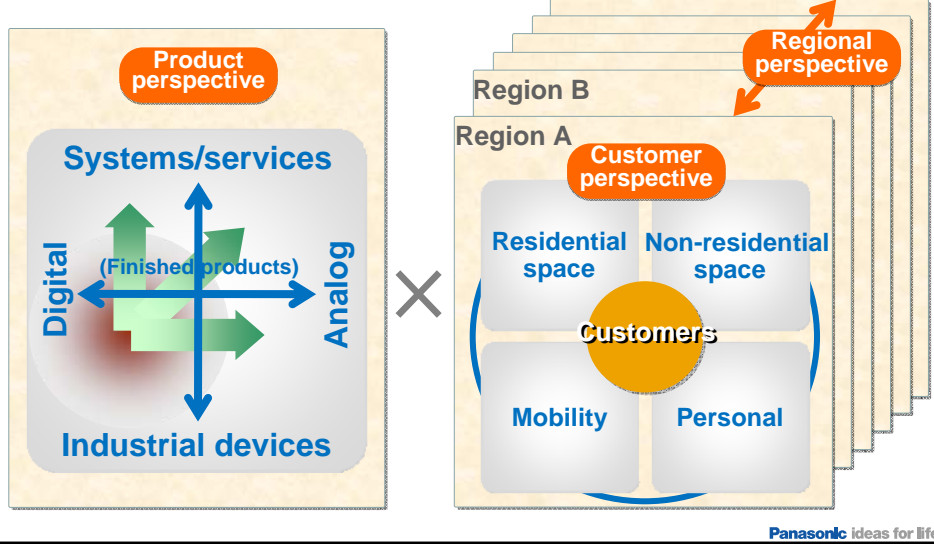 Product
perspective
Systems/services
Digital
(Finished products)
Analog
Industrial devices
×
Regional
perspective
Region B
Region A
Customer
perspective
Residential
space
Non-residential
space
Customers
Mobility
Personal
Panasonic ideas for life